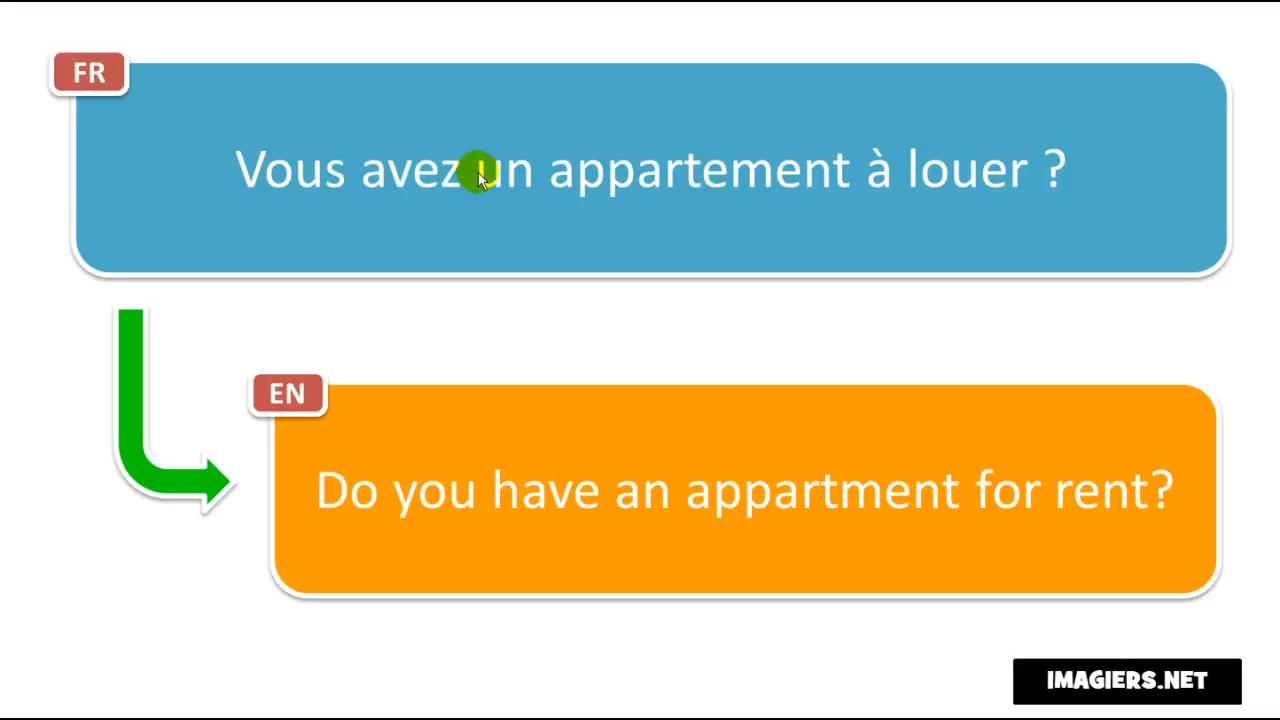 FR
Vous avez un appartement à louer ?
EN
Do you have an appartment for rent?
IMAGIERS.NET